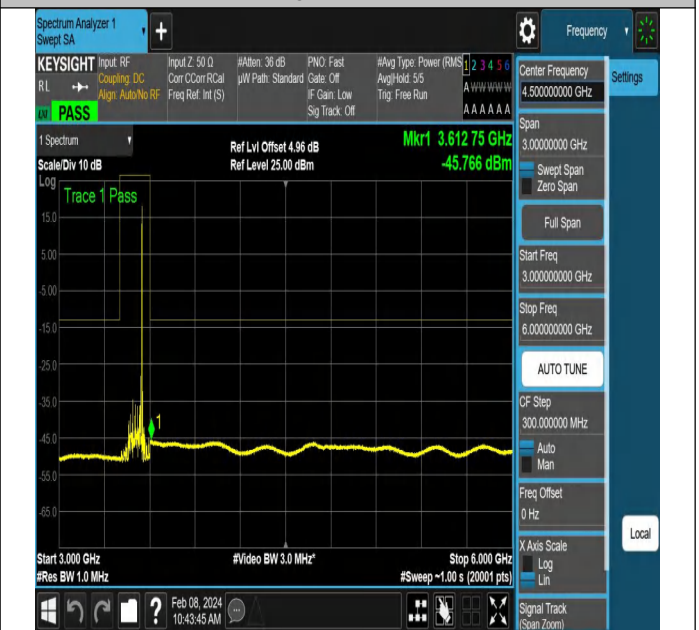 Spectrum Analyzer 1
Swept SA
+
Frequency
KEYSIGHT
RL
PASS
Input: RF
Coupling: DC
Align: Auto/No RF
Input Z: 50 Ω
Corr CCorr RCal
Freq Ref: Int (S)
#Atten: 36 dB
µW Path: Standard
PNO: Fast
Gate: Off
IF Gain: Low
Sig Track: Off
#Avg Type: Power (RMS
Avg|Hold: 5/5
Trig: Free Run
1 2 3 4 5 6
A W W W W W
A A A A A A
Center Frequency
4.500000000 GHz
Settings
Span
3.00000000 GHz
Swept Span
Zero Span
Full Span
Start Freq
3.000000000 GHz
Stop Freq
6.000000000 GHz
AUTO TUNE
CF Step
300.000000 MHz
Auto
Man
Freq Offset
0 Hz
X Axis Scale
Log
Lin
Signal Track
(Span Zoom)
Local
1 Spectrum
Scale/Div 10 dB
Ref Lvl Offset 4.96 dB
Ref Level 25.00 dBm
Mkr1 3.612 75 GHz
-45.766 dBm
Log
Trace 1 Pass
15.0
5.00
-5.00
-15.0
-25.0
-35.0
-45.0
-55.0
-65.0
1
Start 3.000 GHz
#Res BW 1.0 MHz
#Video BW 3.0 MHz*
Stop 6.000 GHz
#Sweep ~1.00 s (20001 pts)
?
Feb 08, 2024
10:43:45 AM